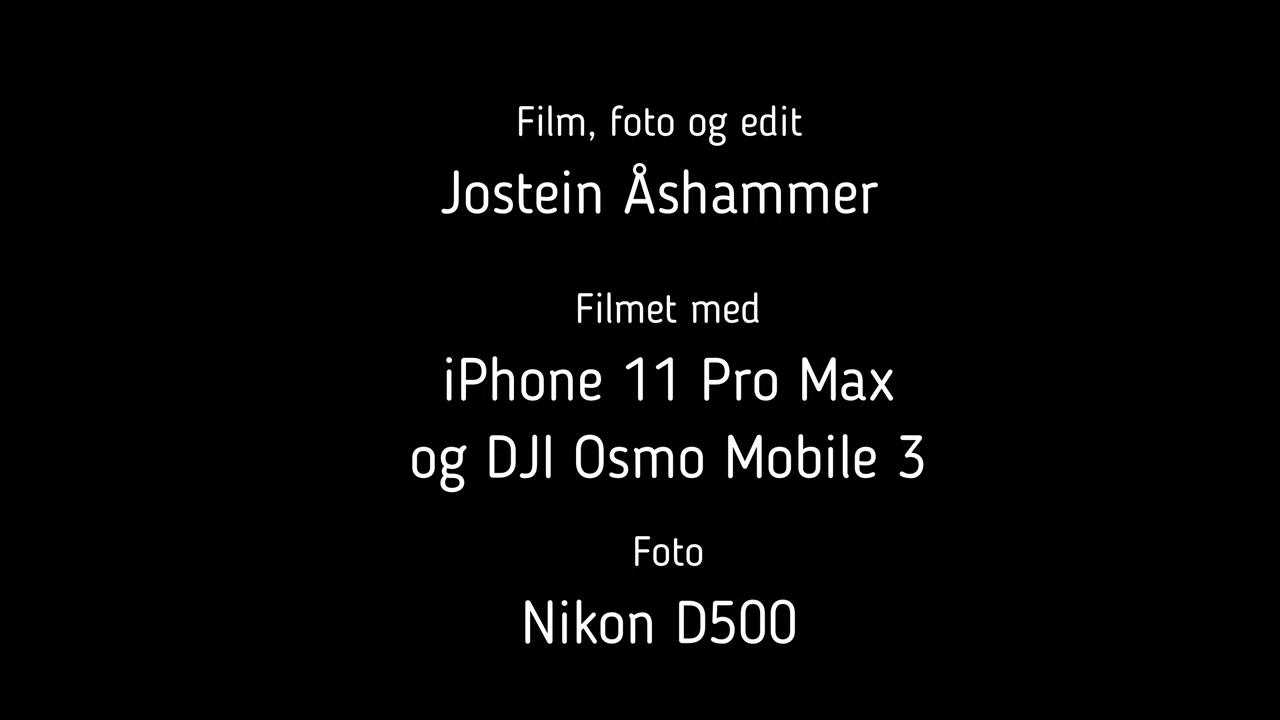 Film, foto og edit
Jostein Åshammer
Filmet med
iPhone 11 Pro Max
og DJI Osmo Mobile 3
Foto
Nikon D500